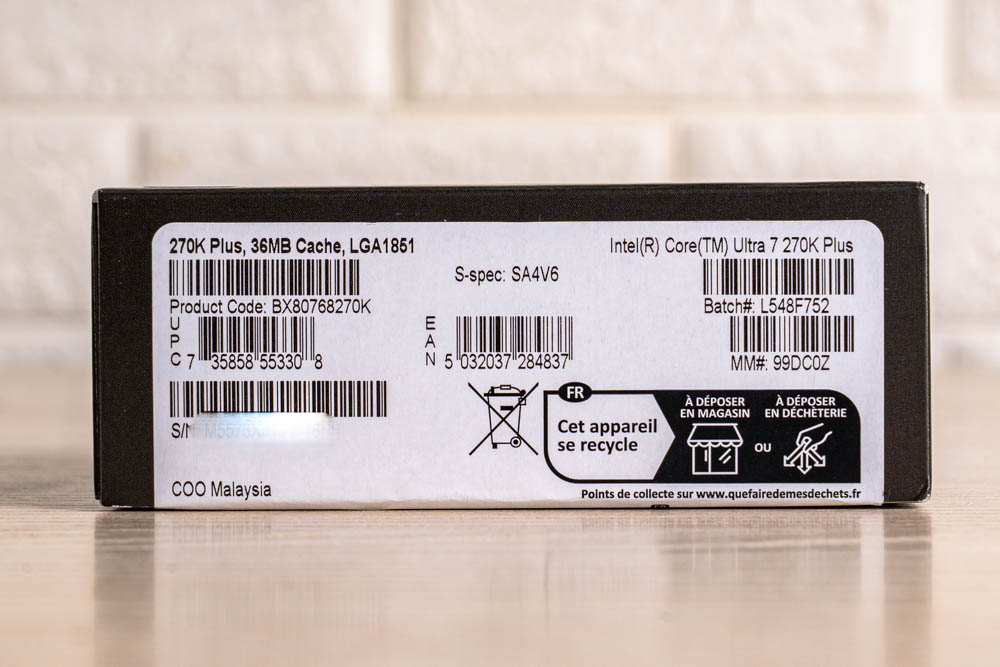 270K Plus, 36MB Cache, LGA1851
Intel(R) Core(TM) Ultra 7 270K Plus
S-spec: SA4V6
Product Code: BX80768270K
Batch#: L548F752
UPC
7 35858 55330 8
EAN
5 032037 284837
MM#: 99DC0Z
S/N:
COO Malaysia
FR
Cet appareil
se recycle
À DÉPOSER
EN MAGASIN
OU
À DÉPOSER
EN DÉCHÈTERIE
Points de collecte sur www.quefairedemesdechets.fr